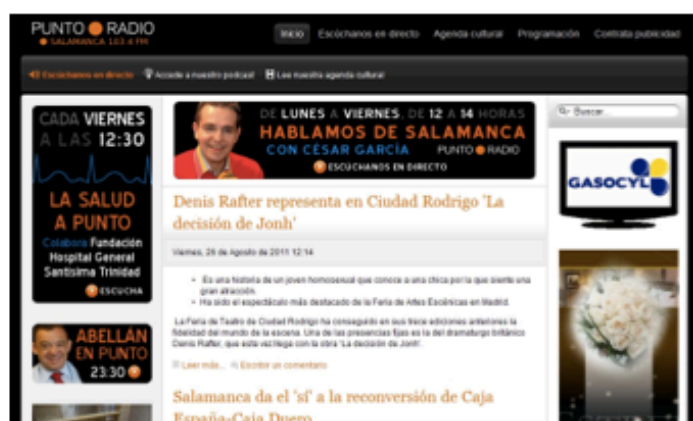 PUNTO RADIO
SALAMANCA 103.4 FM
Inicio Escúchanos en directo Agenda cultural Programación Contrata publicidad
Escúchanos en directo Accede a nuestro podcast Lee nuestra agenda cultural
CADA VIERNES
A LAS 12:30
LA SALUD
A PUNTO
Colabora Fundación
Hospital General
Santísima Trinidad
ESCUCHA
ABELLÁN
EN PUNTO
23:30
DE LUNES A VIERNES, DE 12 A 14 HORAS
HABLAMOS DE SALAMANCA
CON CÉSAR GARCÍA PUNTO RADIO
ESCÚCHANOS EN DIRECTO
Denis Rafter representa en Ciudad Rodrigo 'La
decisión de Jonh'
Viernes, 26 de Agosto de 2011 12:14
Es una historia de un joven homosexual que conoce a una chica por la que siente una
gran atracción.
Ha sido el espectáculo más destacado de la Feria de Artes Escénicas en Madrid.
La Feria de Teatro de Ciudad Rodrigo ha conseguido en sus trece ediciones anteriores la
fidelidad del mundo de la escena. Una de las presencias fijas es la del dramaturgo británico
Denis Rafter, que esta vez llega con la obra 'La decisión de Jonh'.
Leer más... Escribir un comentario
Salamanca da el 'sí' a la reconversión de Caja
España-Caja Duero
Buscar...
GASOCYL